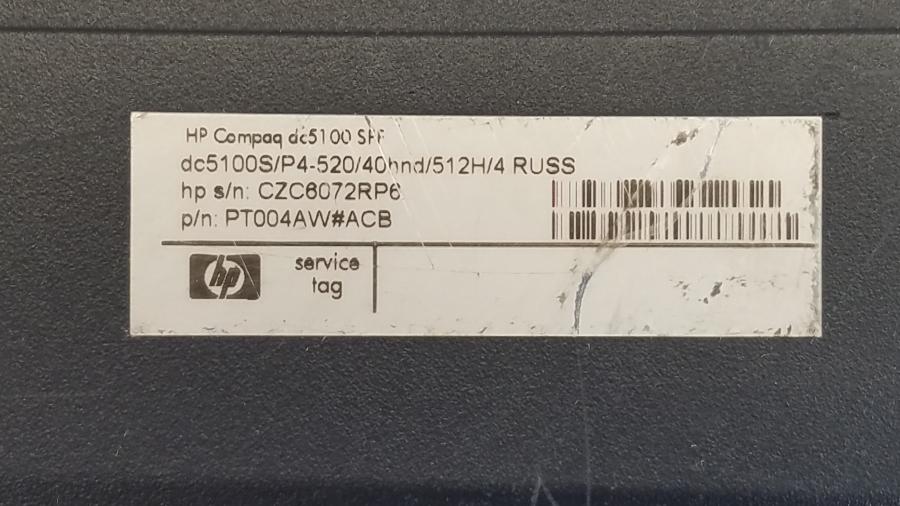 HP Compaq dc5100 SFF
dc5100S/P4-520/40hnd/512H/4 RUSS
hp s/n: CZC6072RP6
p/n: PT004AW#ACB
hp
service
tag